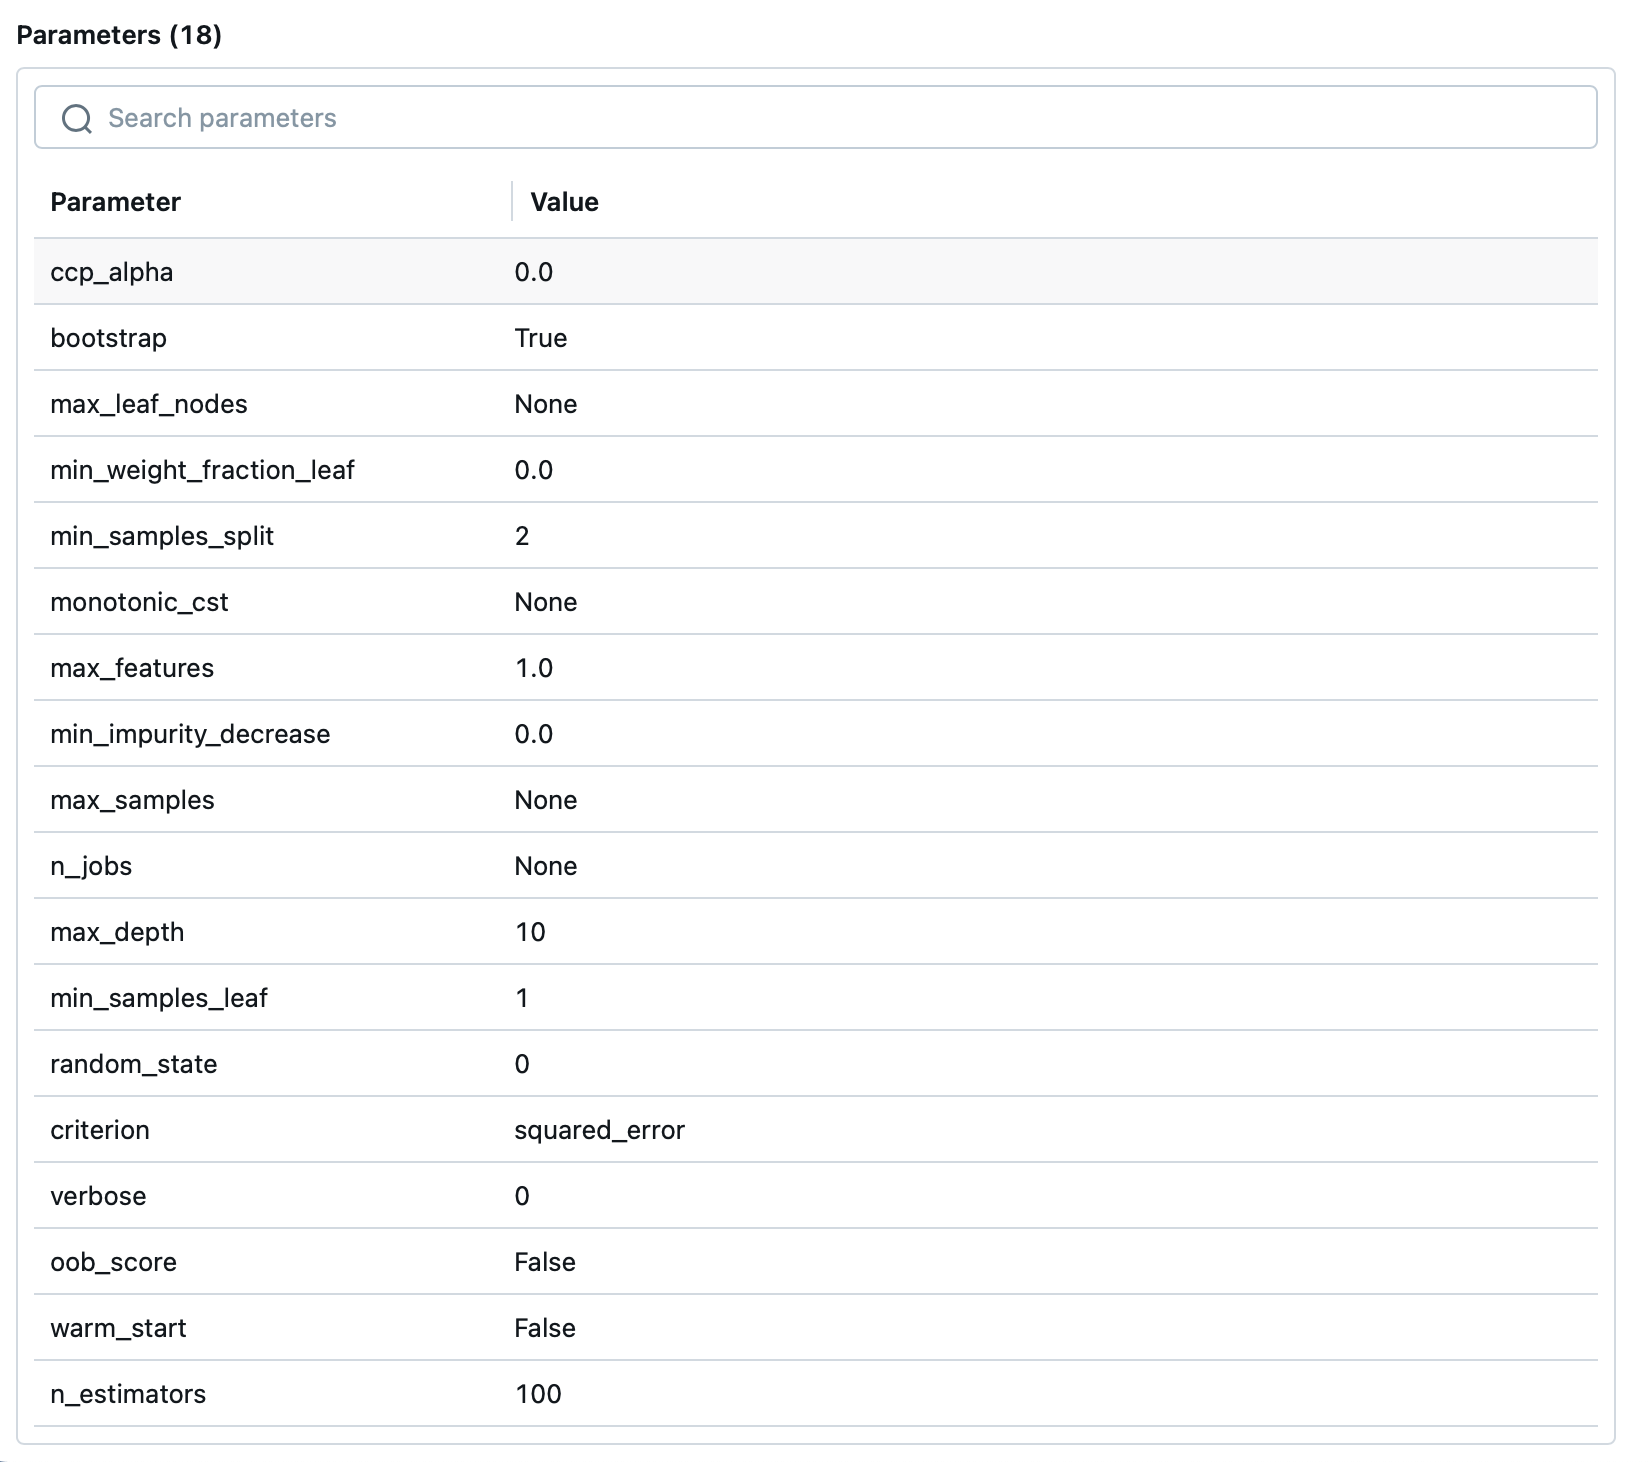 Parameters (18)
Search parameters
Parameter Value
ccp_alpha 0.0
bootstrap True
max_leaf_nodes None
min_weight_fraction_leaf 0.0
min_samples_split 2
monotonic_cst None
max_features 1.0
min_impurity_decrease 0.0
max_samples None
n_jobs None
max_depth 10
min_samples_leaf 1
random_state 0
criterion squared_error
verbose 0
oob_score False
warm_start False
n_estimators 100